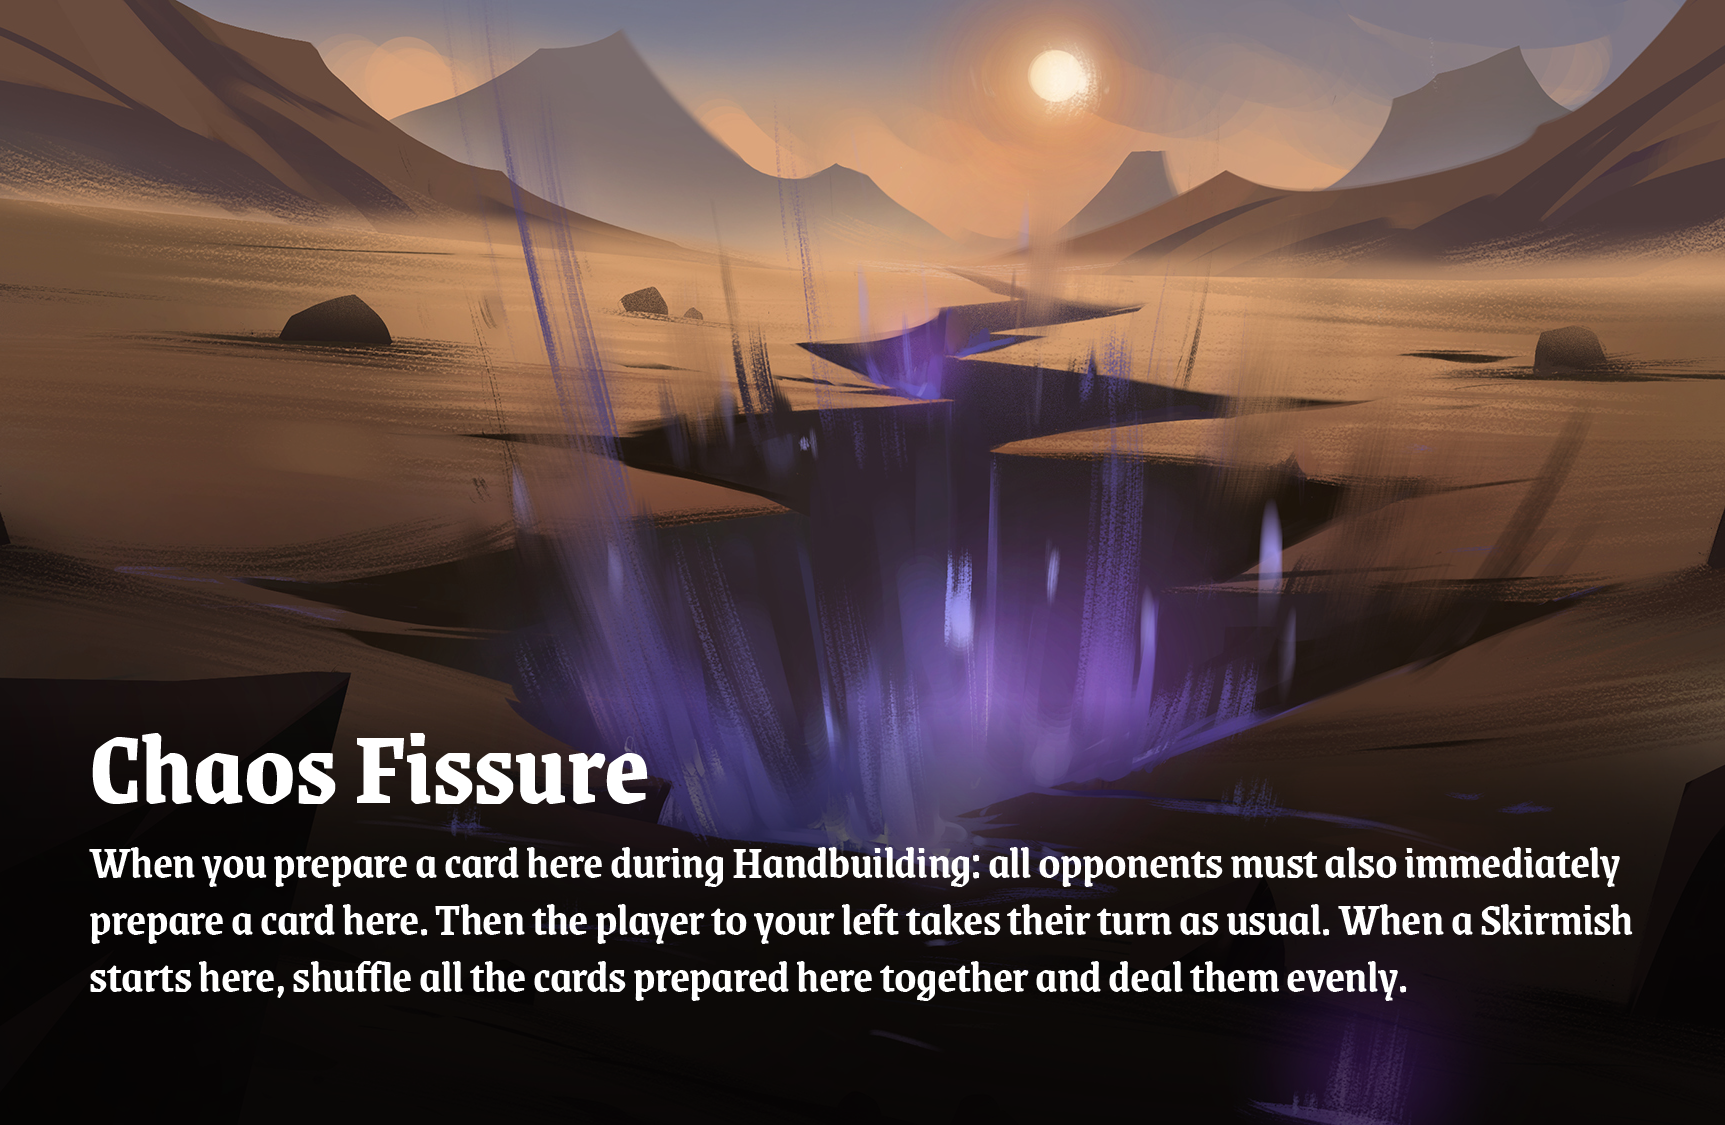 Chaos Fissure
When you prepare a card here during Handbuilding: all opponents must also immediately
prepare a card here. Then the player to your left takes their turn as usual. When a Skirmish
starts here, shuffle all the cards prepared here together and deal them evenly.